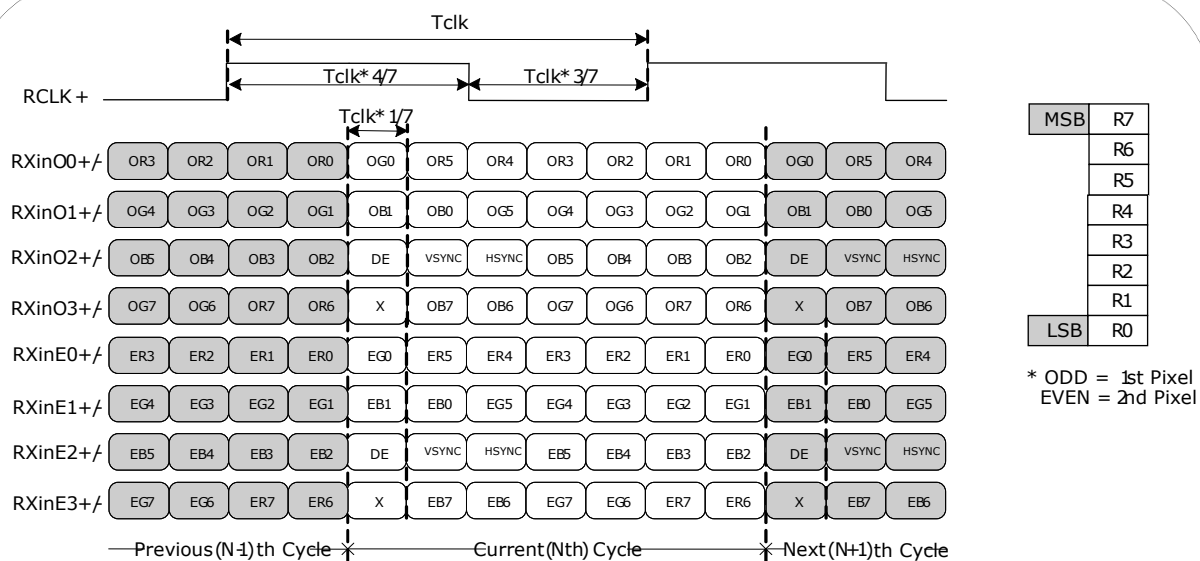 Tclk
Tclk* 4/7 Tclk* 3/7
RCLK +
Tclk* 1/7
RXinO0+/- OR3 OR2 OR1 OR0 OG0 OR5 OR4 OR3 OR2 OR1 OR0 OG0 OR5 OR4
RXinO1+/- OG4 OG3 OG2 OG1 OB1 OB0 OG5 OG4 OG3 OG2 OG1 OB1 OB0 OG5
RXinO2+/- OB5 OB4 OB3 OB2 DE VSYNC HSYNC OB5 OB4 OB3 OB2 DE VSYNC HSYNC
RXinO3+/- OG7 OG6 OR7 OR6 X OB7 OB6 OG7 OG6 OR7 OR6 X OB7 OB6
RXinE0+/- ER3 ER2 ER1 ER0 EG0 ER5 ER4 ER3 ER2 ER1 ER0 EG0 ER5 ER4
RXinE1+/- EG4 EG3 EG2 EG1 EB1 EB0 EG5 EG4 EG3 EG2 EG1 EB1 EB0 EG5
RXinE2+/- EB5 EB4 EB3 EB2 DE VSYNC HSYNC EB5 EB4 EB3 EB2 DE VSYNC HSYNC
RXinE3+/- EG7 EG6 ER7 ER6 X EB7 EB6 EG7 EG6 ER7 ER6 X EB7 EB6
Previous(N-1)th Cycle Current(Nth) Cycle Next(N+1)th Cycle
MSB R7
R6
R5
R4
R3
R2
R1
LSB R0
* ODD = 1st Pixel
EVEN = 2nd Pixel